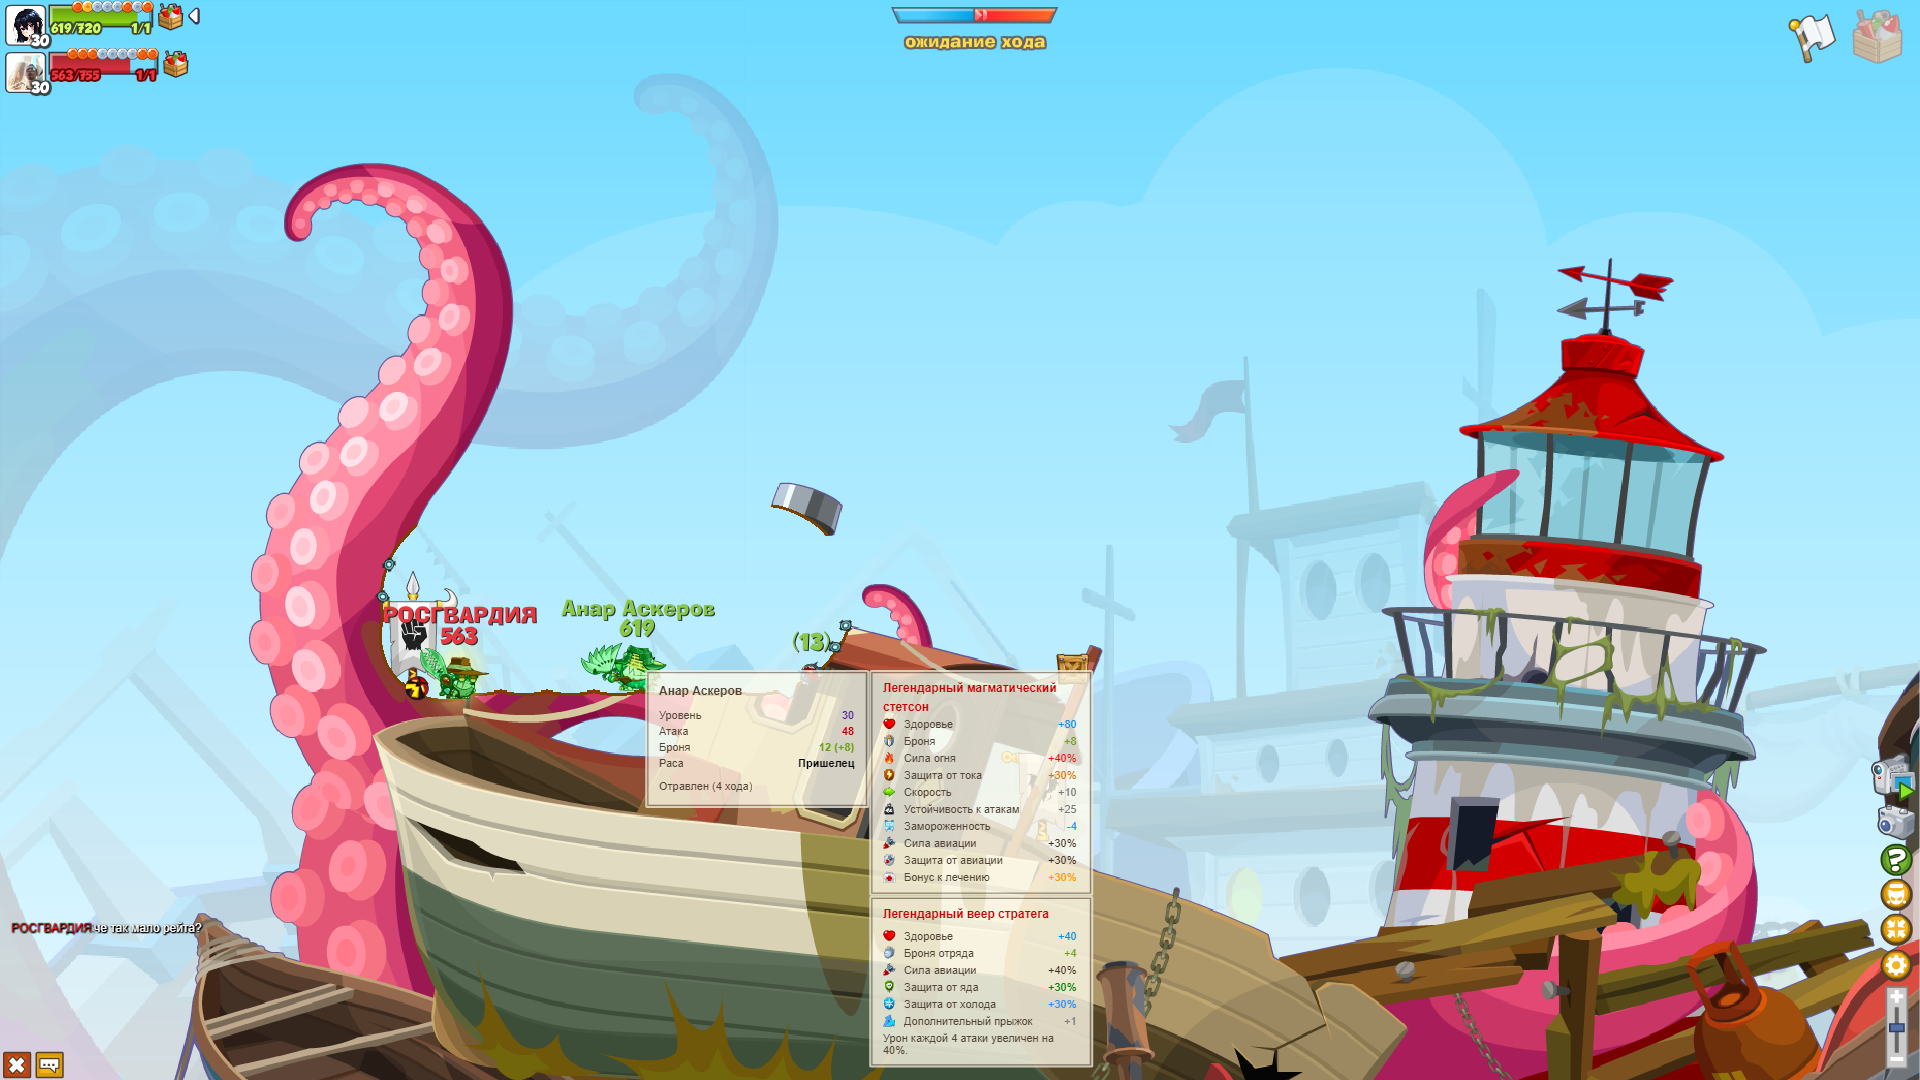 619/720
1/1
30
563/755
1/1
30
ожидание хода
РОСГВАРДИЯ
563
Анар Аскеров
619
(13)
Анар Аскеров
Уровень 30
Атака 48
Броня 12 (+8)
Раса Пришелец
Отравлен (4 хода)
Легендарный магматический
стетсон
Здоровье +80
Броня +8
Сила огня +40%
Защита от тока +30%
Скорость +10
Устойчивость к атакам +25
Замороженность -4
Сила авиации +30%
Защита от авиации +30%
Бонус к лечению +30%
Легендарный веер стратега
Здоровье +40
Броня отряда +4
Сила авиации +40%
Защита от яда +30%
Защита от холода +30%
Дополнительный прыжок +1
Урон каждой 4 атаки увеличен на
40%.
РОСГВАРДИЯ че так мало рейта?
E